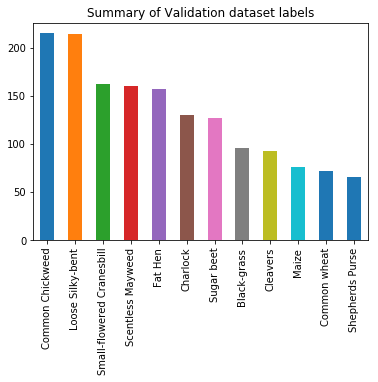 Summary of Validation dataset labels
200
150
100
50
0
Common Chickweed
Loose Silky-bent
Small-flowered Cranesbill
Scentless Mayweed
Fat Hen
Charlock
Sugar beet
Black-grass
Cleavers
Maize
Common wheat
Shepherds Purse